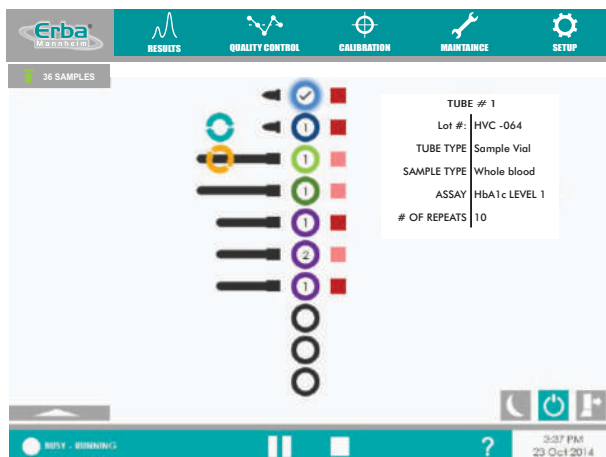 Erba
Mannheim
RESULTS
QUALITY CONTROL
CALIBRATION
MAINTAINCE
SETUP
36 SAMPLES
TUBE # 1
Lot #: HVC -064
TUBE TYPE Sample Vial
SAMPLE TYPE Whole blood
ASSAY HbA1c LEVEL 1
# OF REPEATS 10
1
1
1
1
2
1
BUSY - RUNNING
?
3:37 PM
23 Oct 2014